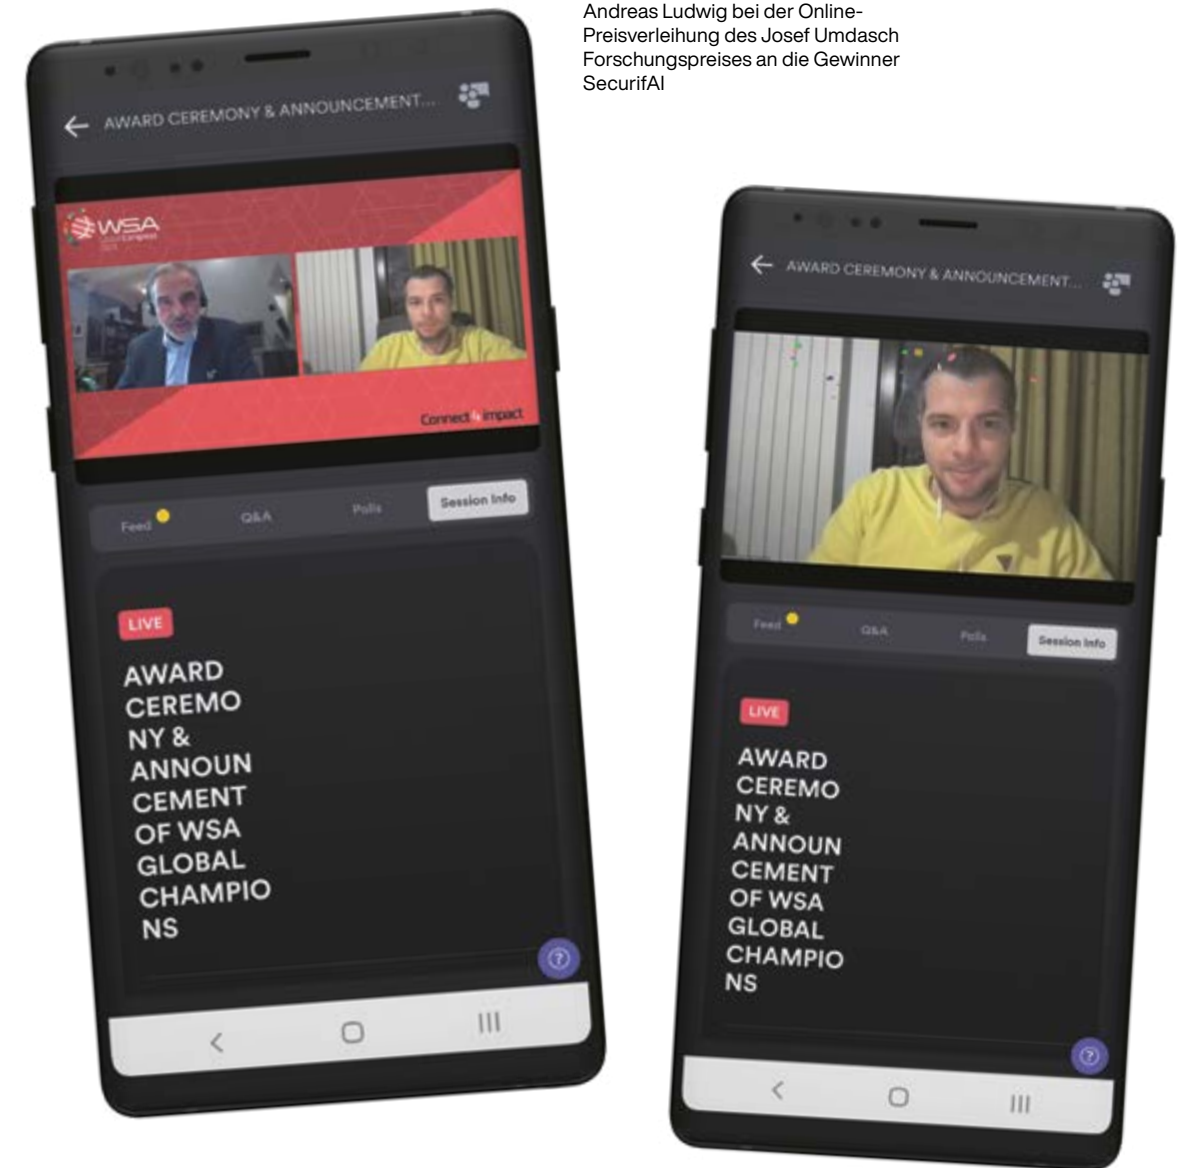 Andreas Ludwig bei der Online-
Preisverleihung des Josef Umdasch
Forschungspreises an die Gewinner
SecurifAI
AWARD CEREMONY & ANNOUNCEMENT...
WSA
Connect4impact
Feed
Q&A
Polls
Session Info
LIVE
AWARD
CEREMO
NY &
ANNOUN
CEMENT
OF WSA
GLOBAL
CHAMPIO
NS
?
AWARD CEREMONY & ANNOUNCEMENT...
Feed
Q&A
Polls
Session Info
LIVE
AWARD
CEREMO
NY &
ANNOUN
CEMENT
OF WSA
GLOBAL
CHAMPIO
NS
?